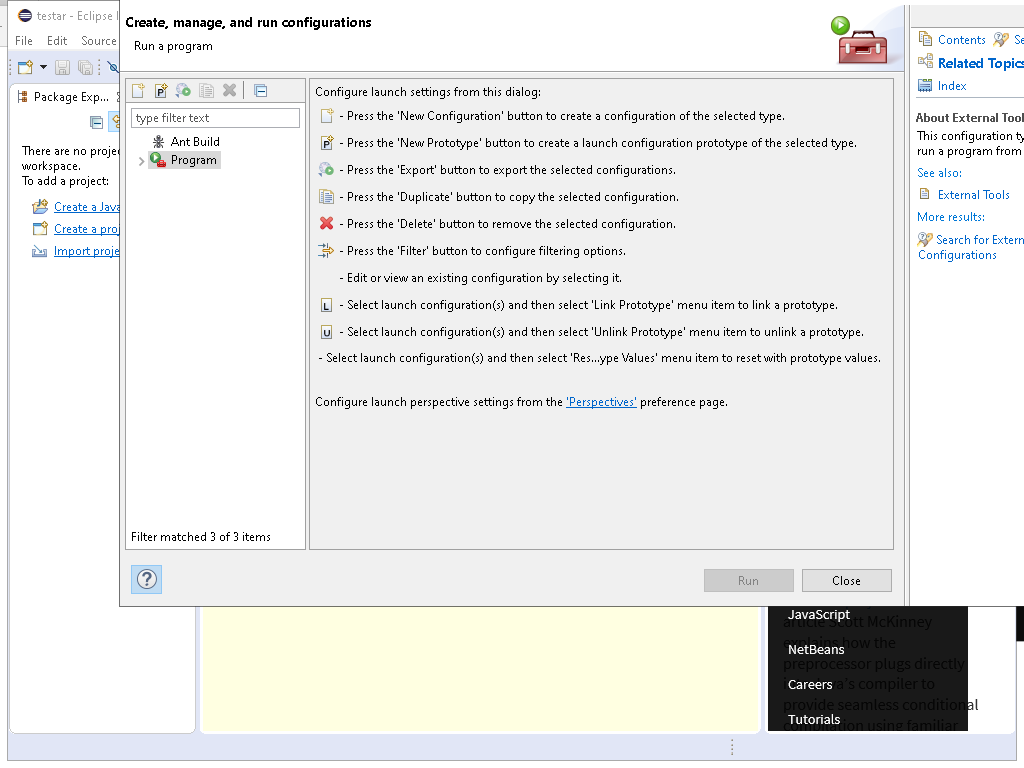 testar - Eclipse
File Edit Source
Package Exp...
There are no
workspace.
To add a project:
Create a Java
Create a
Import
Create, manage, and run configurations
Run a program
type filter text
Ant Build
Program
Filter matched 3 of 3 items
Configure launch settings from this dialog:
- Press the 'New Configuration' button to create a configuration of the selected type.
- Press the 'New Prototype' button to create a launch configuration prototype of the selected type.
- Press the 'Export' button to export the selected configurations.
- Press the 'Duplicate' button to copy the selected configuration.
- Press the 'Delete' button to remove the selected configuration.
- Press the 'Filter' button to configure filtering options.
- Edit or view an existing configuration by selecting it.
L - Select launch configuration(s) and then select 'Link Prototype' menu item to link a prototype.
U - Select launch configuration(s) and then select 'Unlink Prototype' menu item to unlink a prototype.
- Select launch configuration(s) and then select 'Res...ype Values' menu item to reset with prototype values.
Configure launch perspective settings from the 'Perspectives' preference page.
Run
Close
Contents
Related Topics
Index
About External
This configuration
run a program from
See also:
External Tools
More results:
Search for
Configurations
JavaScript
article Scott McKinney
explains how the
NetBeans
preprocessor plugs directly
Careers
compiler to
provide seamless conditional
Tutorials
compilation using familiar